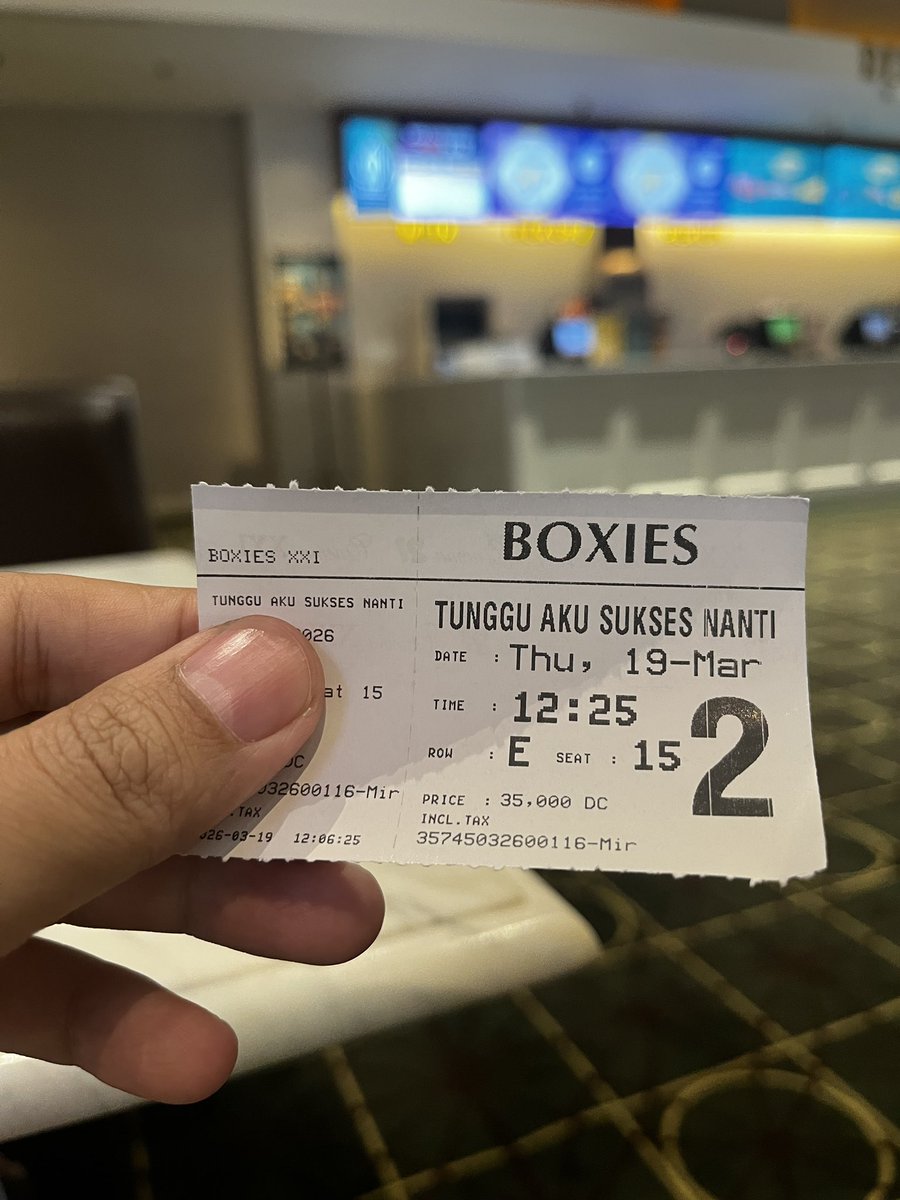 BOXIES XXI
TUNGGU AKU SUKSES NANTI
026
at 15
DC
032600116-Mir
.TAX
026-03-19 12:06:25
BOXIES
TUNGGU AKU SUKSES NANTI
DATE : Thu, 19-Mar
TIME : 12:25
ROW : E SEAT : 15
2
PRICE : 35,000 DC
INCL.TAX
35745032600116-Mir